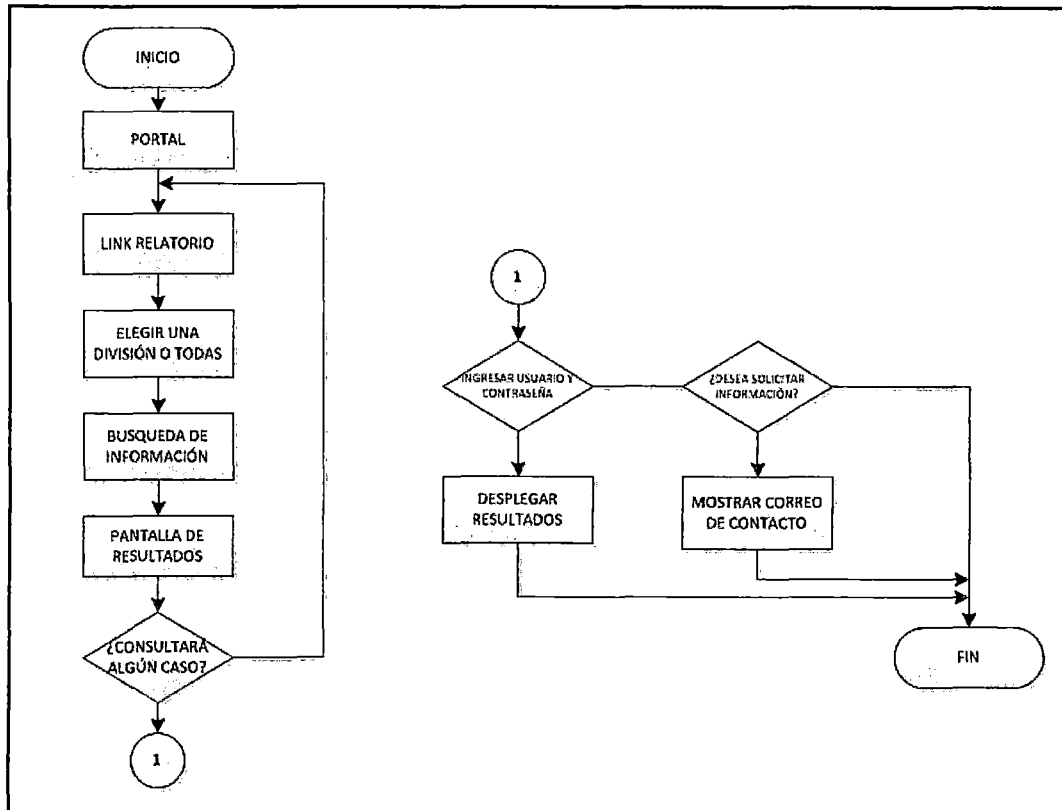 INICIO
PORTAL
LINK RELATORIO
ELEGIR UNA
DIVISIÓN O TODAS
BUSQUEDA DE
INFORMACIÓN
PANTALLA DE
RESULTADOS
¿CONSULTARÁ
ALGÚN CASO?
1
1
INGRESAR USUARIO Y
CONTRASEÑA
¿DESEA SOLICITAR
INFORMACIÓN?
DESPLEGAR
RESULTADOS
MOSTRAR CORREO
DE CONTACTO
FIN